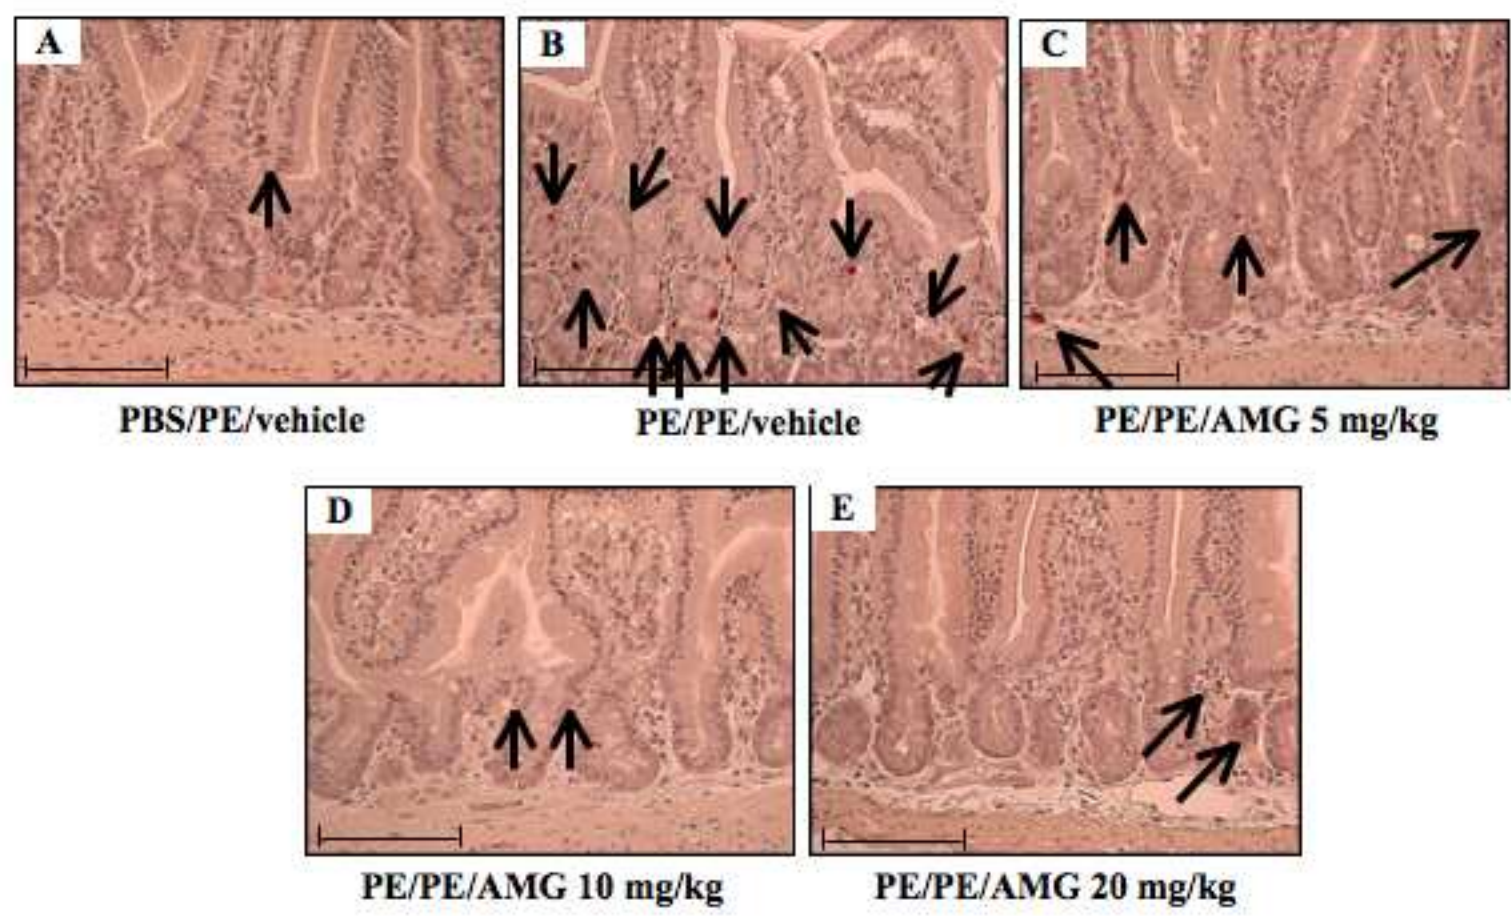 A
B
C
PBS/PE/vehicle
PE/PE/vehicle
PE/PE/AMG 5 mg/kg
D
E
PE/PE/AMG 10 mg/kg
PE/PE/AMG 20 mg/kg